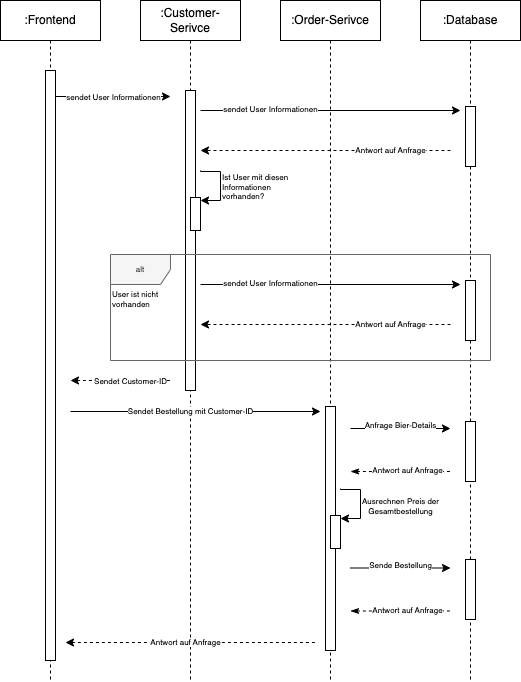 :Frontend
:Customer-
Serivce
:Order-Serivce
:Database
sendet User Informationen
sendet User Informationen
Antwort auf Anfrage
Ist User mit diesen
Informationen
vorhanden?
alt
sendet User Informationen
User ist nicht
vorhanden
Antwort auf Anfrage
Sendet Customer-ID
Sendet Bestellung mit Customer-ID
Anfrage Bier-Details
Antwort auf Anfrage
Ausrechnen Preis der
Gesamtbestellung
Sende Bestellung
Antwort auf Anfrage
Antwort auf Anfrage